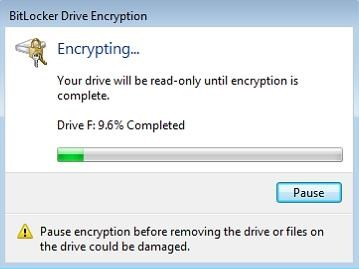 BitLocker Drive Encryption
Encrypting...
Your drive will be read-only until encryption is
complete.
Drive F: 9.6% Completed
Pause
Pause encryption before removing the drive or files on
the drive could be damaged.